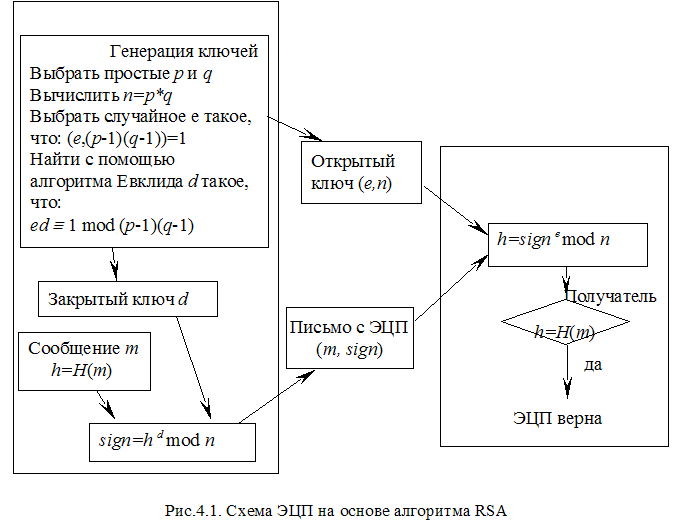 Генерация ключей
Выбрать простые p и q
Вычислить n=p*q
Выбрать случайное e такое,
что: (e,(p-1)(q-1))=1
Найти с помощью
алгоритма Евклида d такое,
что:
ed ≡ 1 mod (p-1)(q-1)
Закрытый ключ d
Сообщение m
h=H(m)
sign=h^d mod n
Открытый
ключ (e,n)
Письмо с ЭЦП
(m, sign)
h=sign^e mod n
Получатель
h=H(m)
да
ЭЦП верна
Рис.4.1. Схема ЭЦП на основе алгоритма RSA